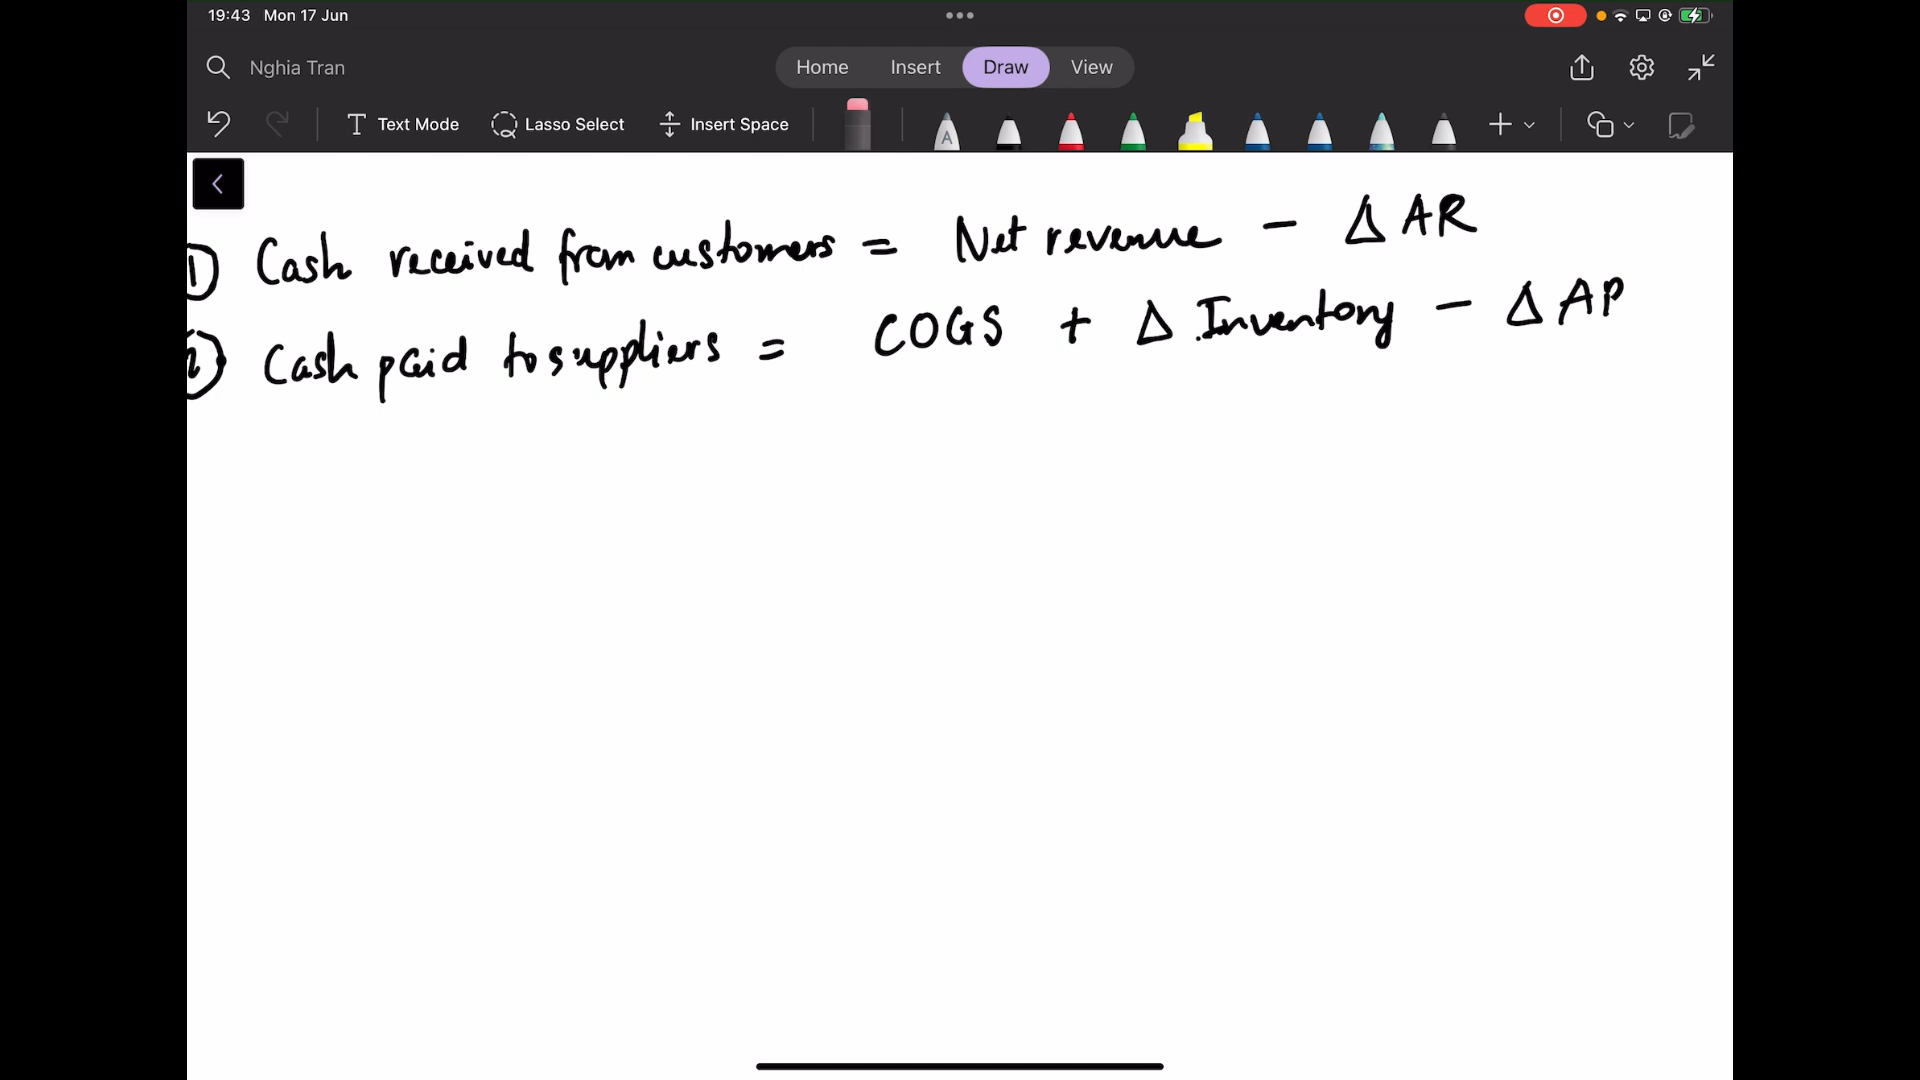 19:43 Mon 17 Jun
Nghia Tran
Home Insert Draw View
Text Mode Lasso Select Insert Space
A
① Cash received from customers = Net revenue - Δ AR
② Cash paid to suppliers = COGS + Δ Inventory - Δ AP